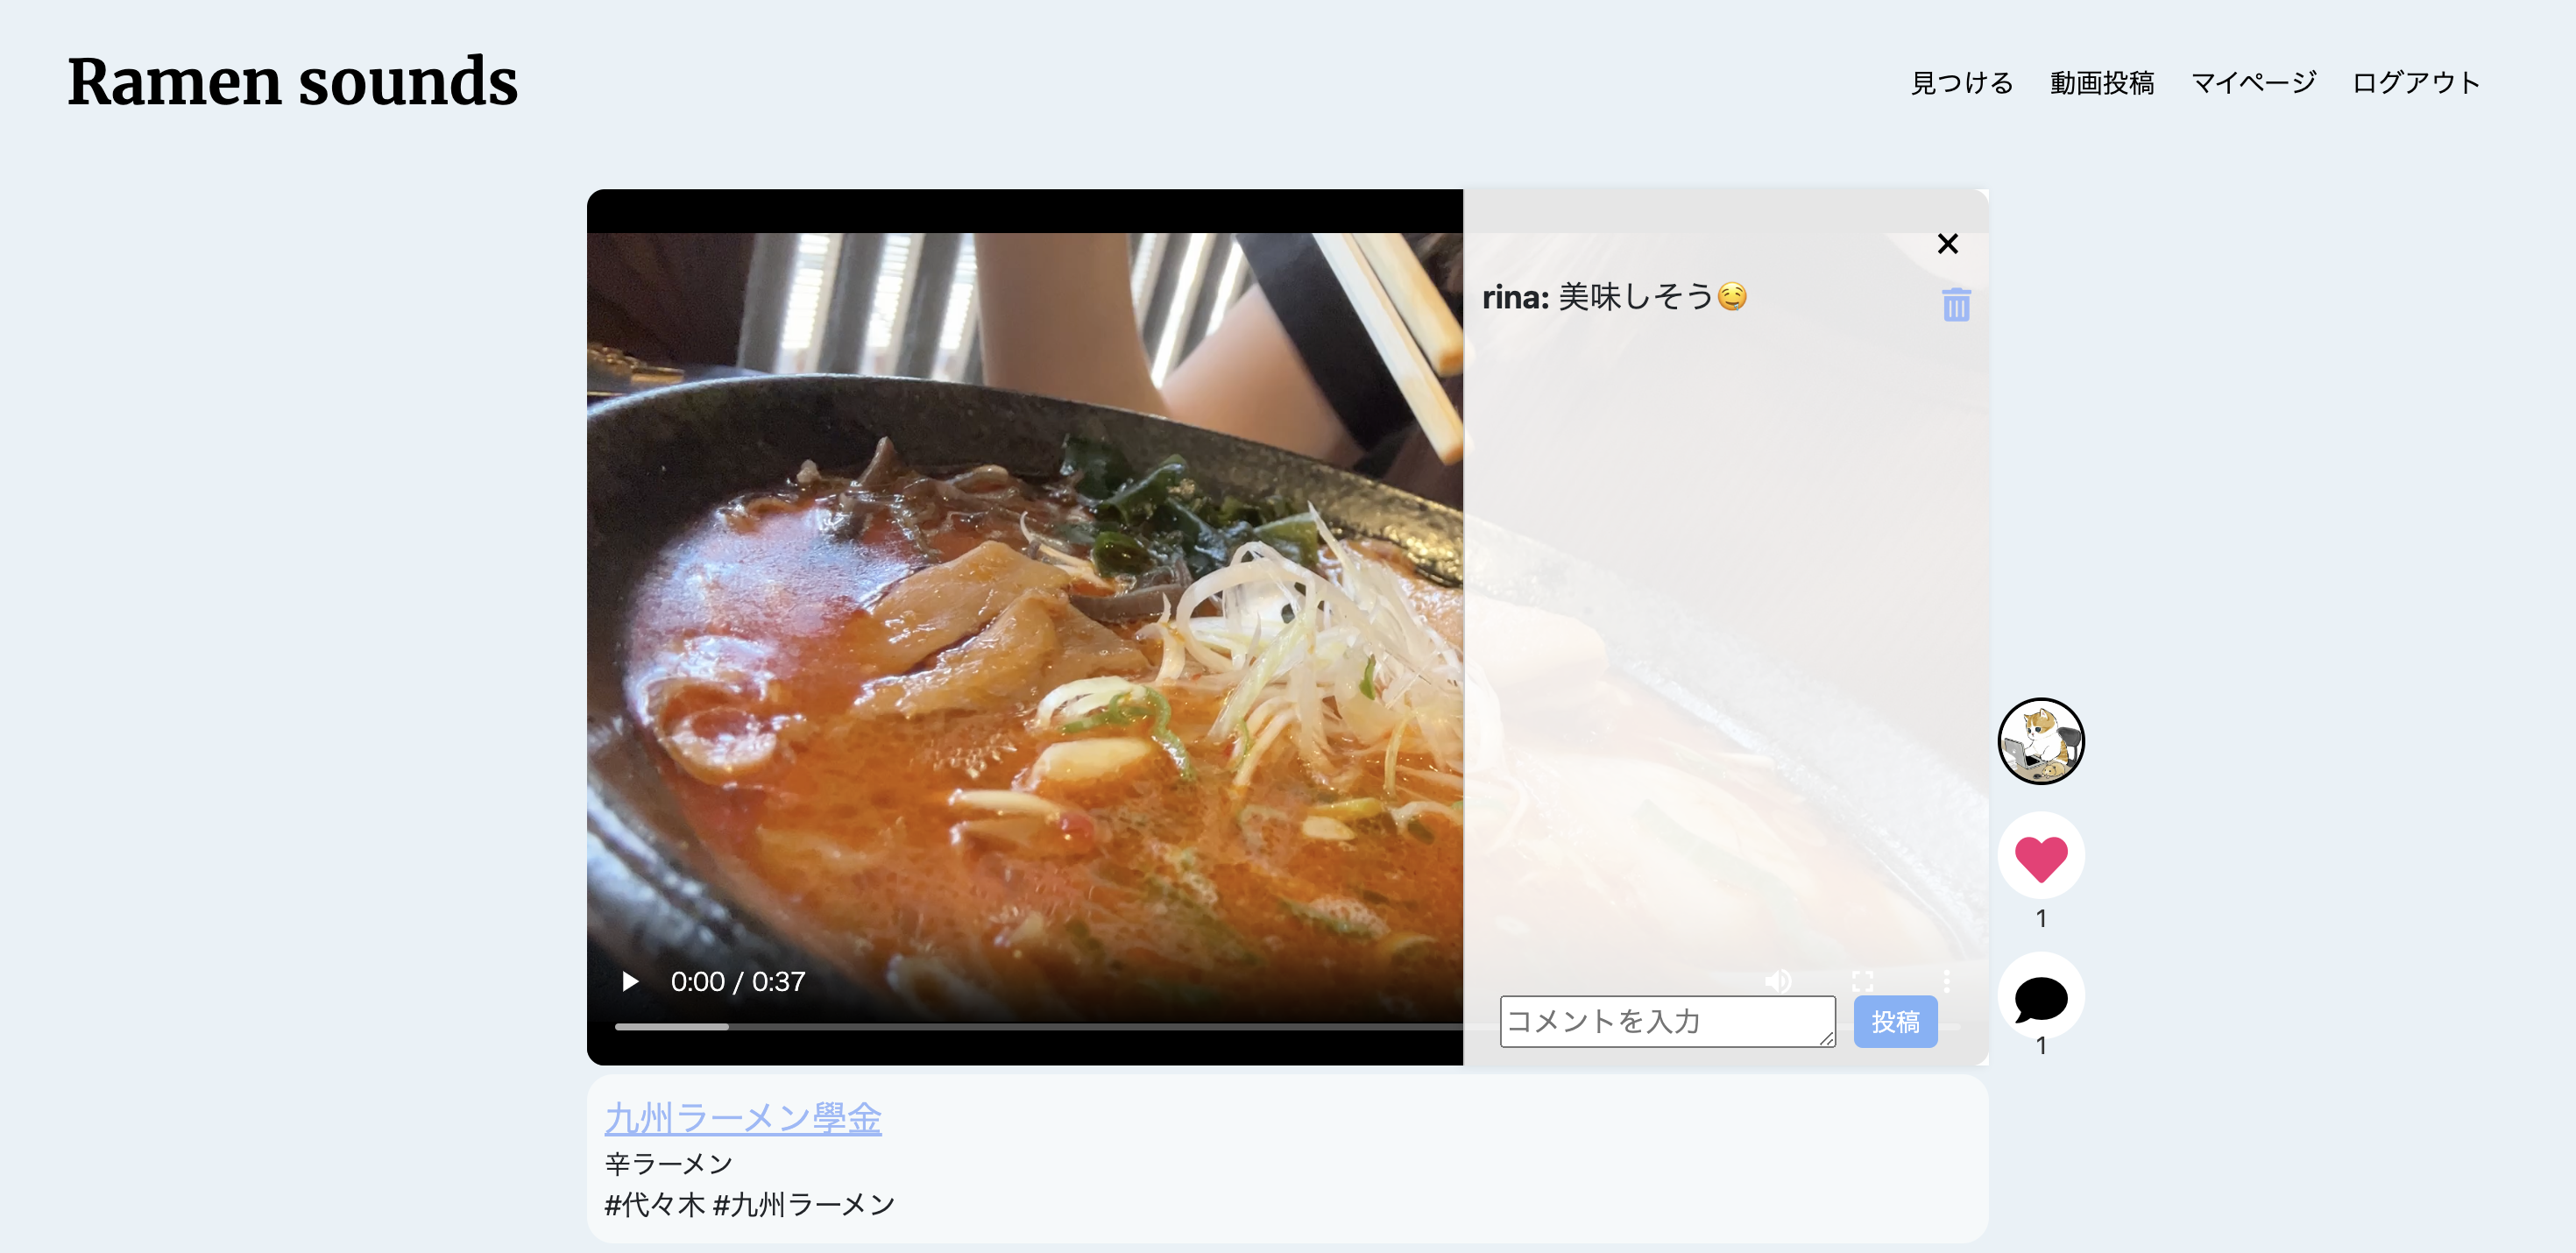 Ramen sounds
見つける 動画投稿 マイページ ログアウト
rina: 美味しそう🤤
0:00 / 0:37
コメントを入力
投稿
1
1
九州ラーメン學金
辛ラーメン
#代々木 #九州ラーメン